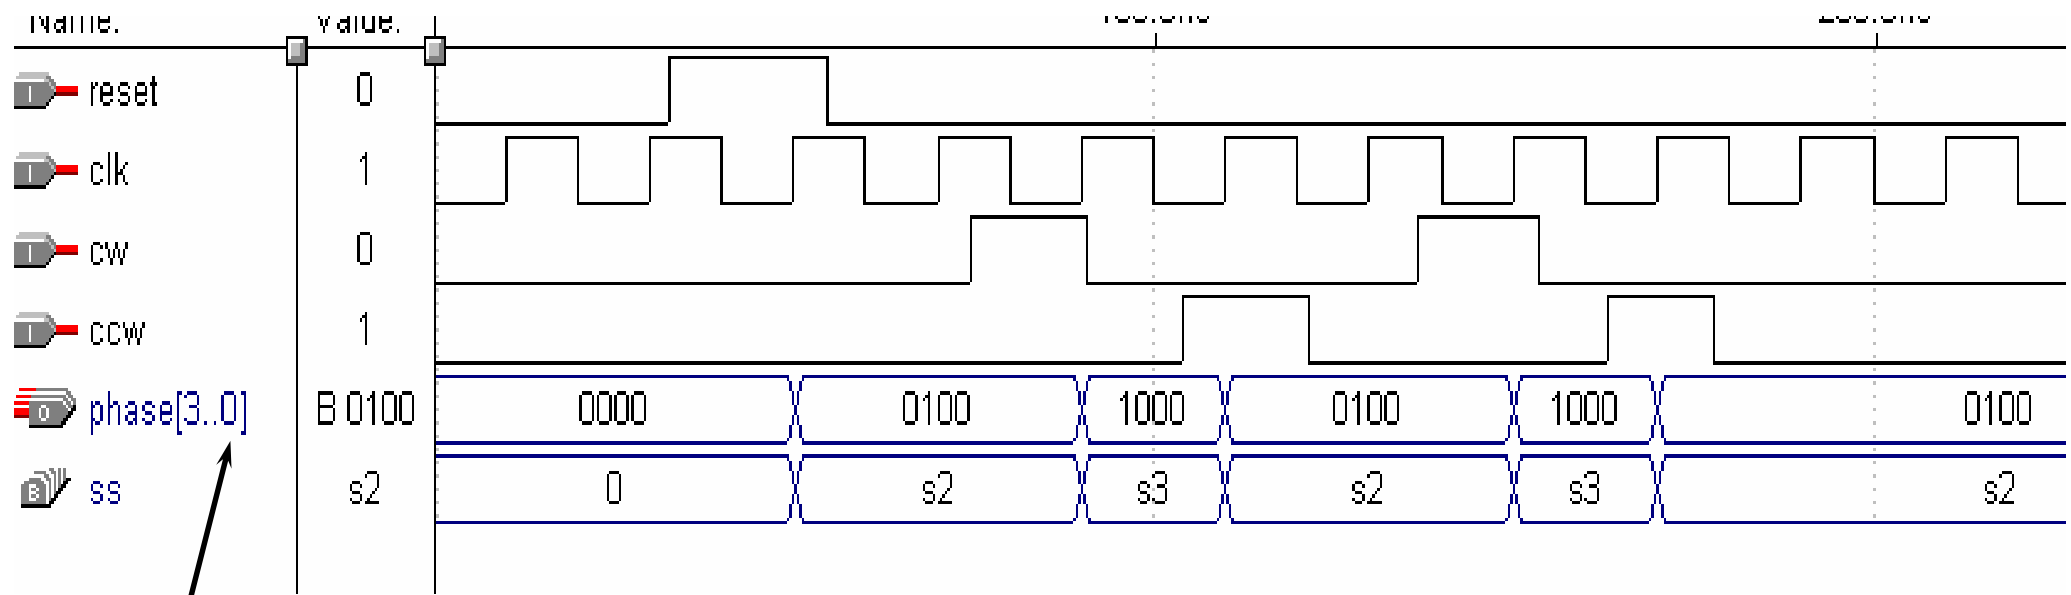 Name: Value:
reset 0
clk 1
cw 0
ccw 1
phase[3..0] B 0100 0000 0100 1000 0100 1000 0100
ss s2 0 s2 s3 s2 s3 s2